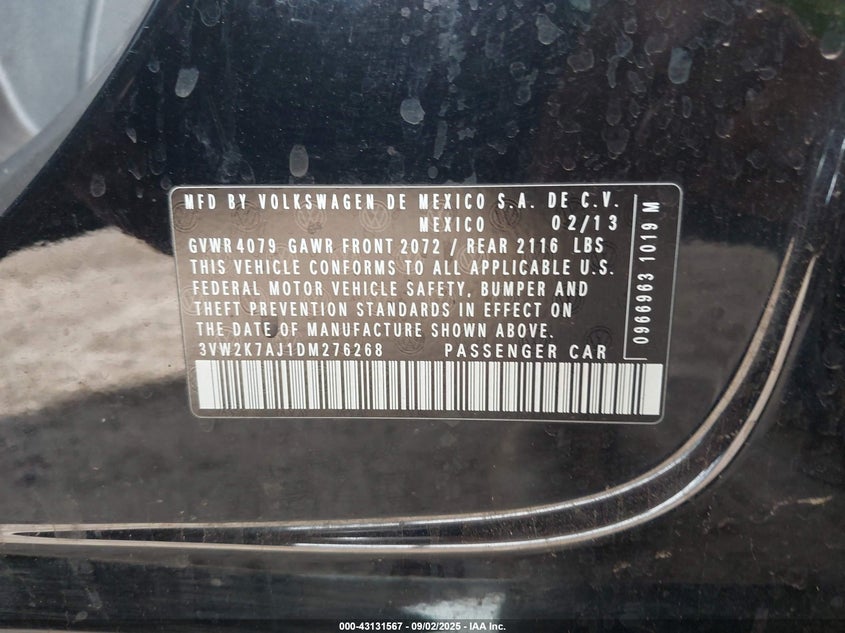 MFD BY VOLKSWAGEN DE MEXICO S.A. DE C.V.
MEXICO 02/13
GVWR 4079 GAWR FRONT 2072 / REAR 2116 LBS
THIS VEHICLE CONFORMS TO ALL APPLICABLE U.S.
FEDERAL MOTOR VEHICLE SAFETY, BUMPER AND
THEFT PREVENTION STANDARDS IN EFFECT ON
THE DATE OF MANUFACTURE SHOWN ABOVE.
3VW2K7AJ1DM276268 PASSENGER CAR
0966963 1019 M
000-43131567 - 09/02/2025 - IAA Inc.